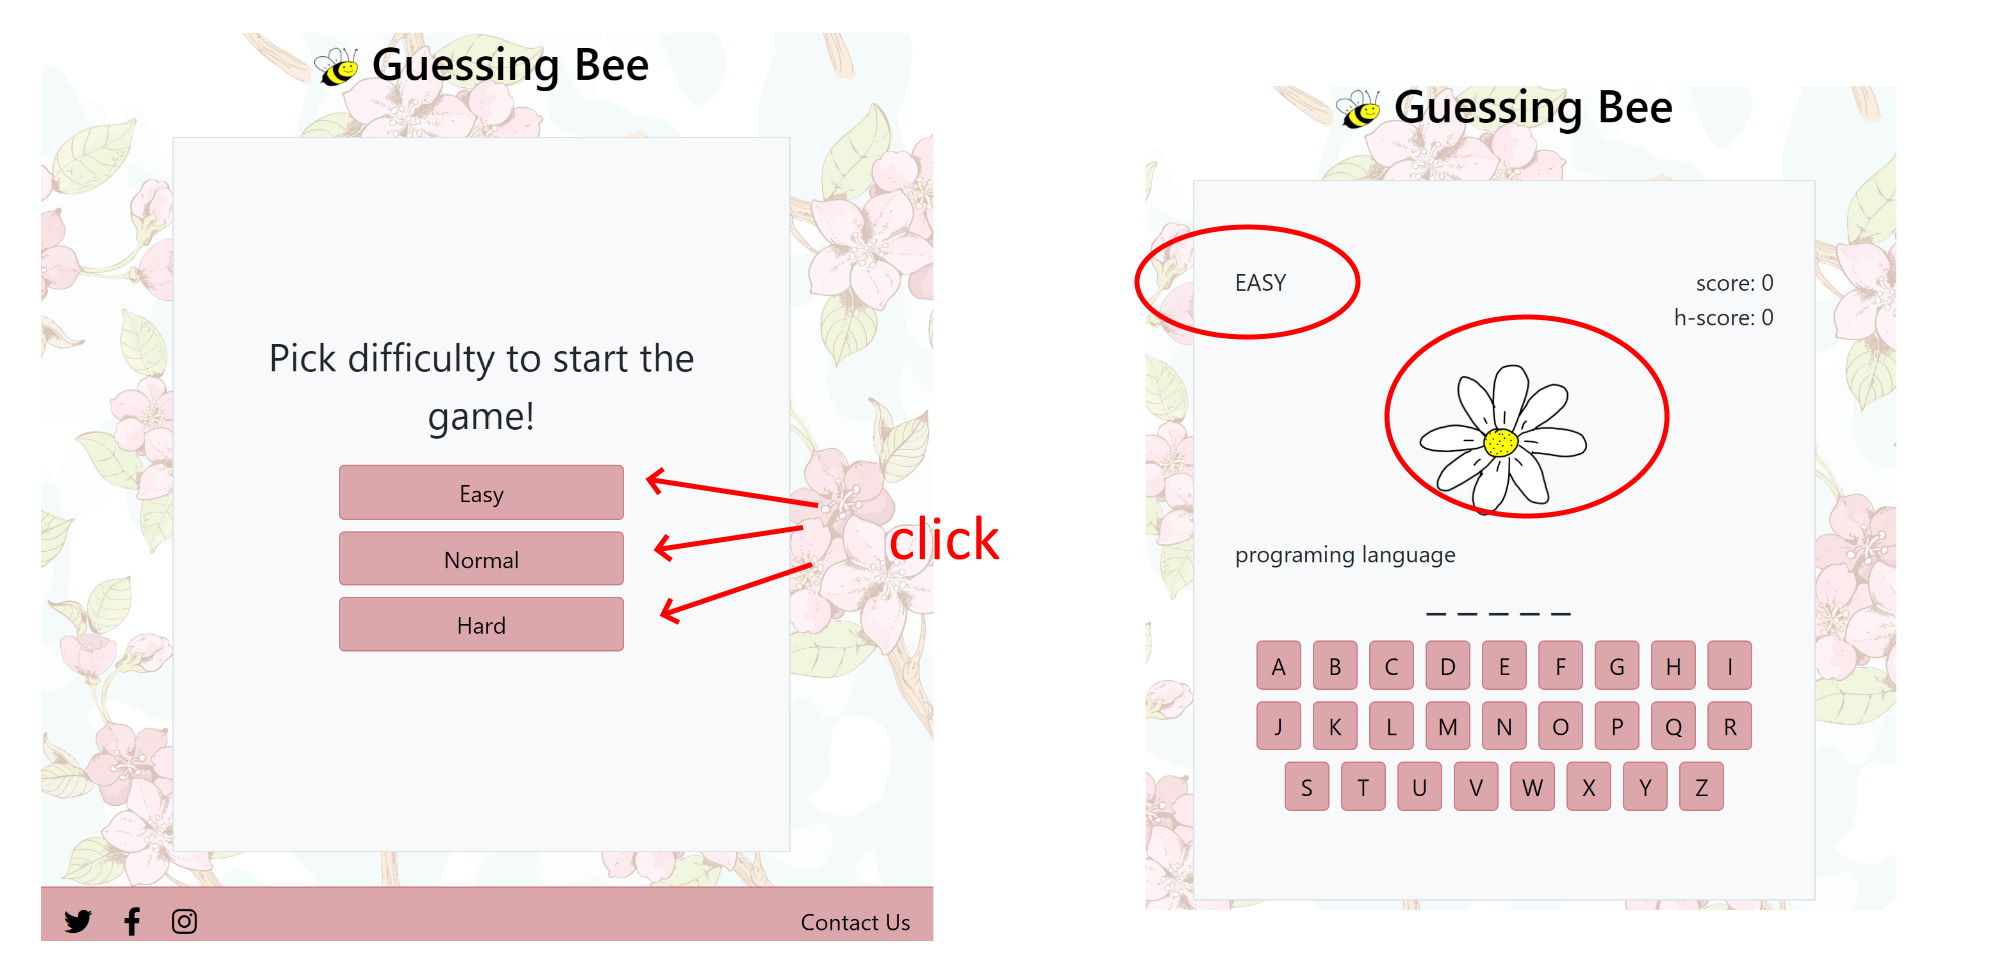 Guessing Bee
Pick difficulty to start the
game!
Easy
Normal
Hard
click
Contact Us
Guessing Bee
EASY
score: 0
h-score: 0
programing language
_ _ _ _ _
A B C D E F G H I
J K L M N O P Q R
S T U V W X Y Z